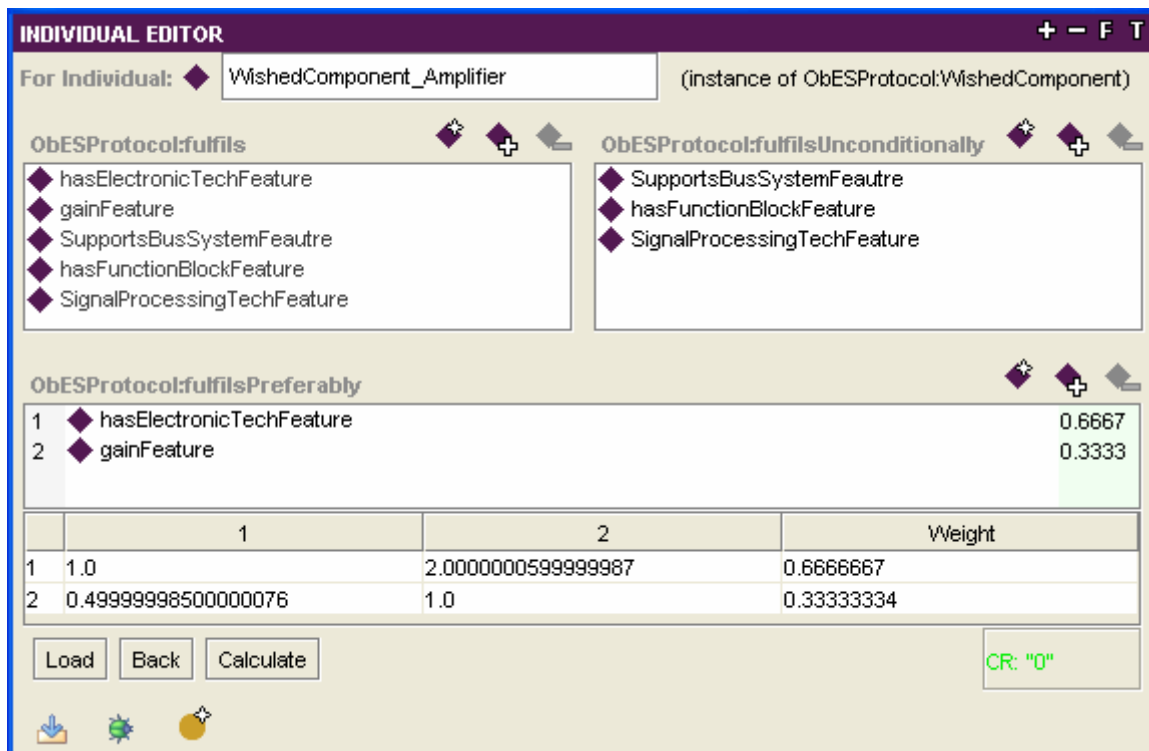 INDIVIDUAL EDITOR + − F T
For Individual: WishedComponent_Amplifier (instance of ObESProtocol:WishedComponent)
ObESProtocol:fulfils ObESProtocol:fulfilsUnconditionally
hasElectronicTechFeature SupportsBusSystemFeautre
gainFeature hasFunctionBlockFeature
SupportsBusSystemFeautre SignalProcessingTechFeature
hasFunctionBlockFeature
SignalProcessingTechFeature
ObESProtocol:fulfilsPreferably
1 hasElectronicTechFeature 0.6667
2 gainFeature 0.3333
1 2 Weight
1 1.0 2.0000000599999987 0.6666667
2 0.49999998500000076 1.0 0.33333334
Load Back Calculate CR: "0"